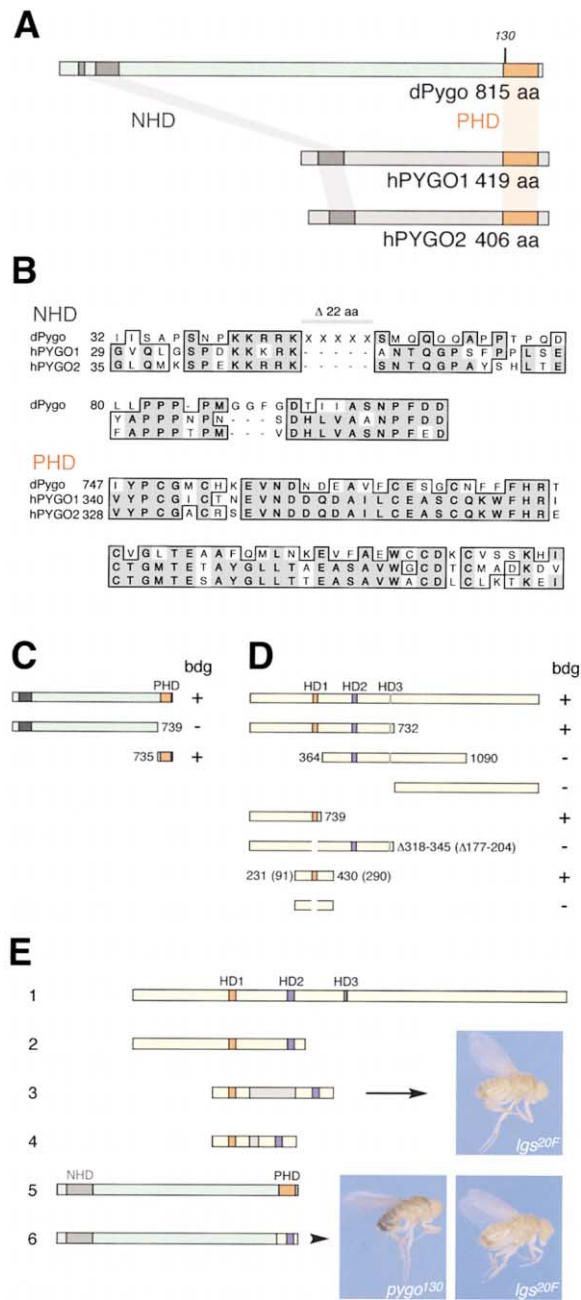 A
130
dPygo 815 aa
NHD
PHD
hPYGO1 419 aa
hPYGO2 406 aa
B
NHD
Δ 22 aa
dPygo 32 I I S A P S N P K K R R K X X X X X S M Q Q Q Q A P P T P Q D
hPYGO1 29 G V Q L G S P D K K K R K - - - - - A N T Q G P S F P P L S E
hPYGO2 35 G L Q M K S P E K K R R K - - - - - S N T Q G P A Y S H L T E
dPygo 80 L L P P P - P M G G F G D T I I A S N P F D D
Y A P P P N P N - - S D H L V A A N P F D D
F A P P P T P M - - - V D H L V A S N P F E D
PHD
dPygo 747 I Y P C G M C H K E V N D N D E A V F C E S G C N F F F H R T
hPYGO1 340 V Y P C G I C T N E V N D D Q D A I L C E A S C Q K W F H R I
hPYGO2 328 V Y P C G A C R S E V N D D Q D A I L C E A S C Q K W F H R E
C V G L T E A A F Q M L N K E V F A E W C C D K C V S S K H I
C T G M T E T A Y G L L T A E A S A V W G C D T C M A D K D V
C T G M T E S A Y G L L T T E A S A V W A C D L C L K T K E I
C
bdg
PHD
+
739 -
735 +
D
bdg
HD1 HD2 HD3
+
732 +
364 1090 -
-
739 +
Δ318-345 (Δ177-204) -
231 (91) 430 (290) +
-
E
HD1 HD2 HD3
1
2
3
lgs20F
4
NHD PHD
5
6
pygo130
lgs20F